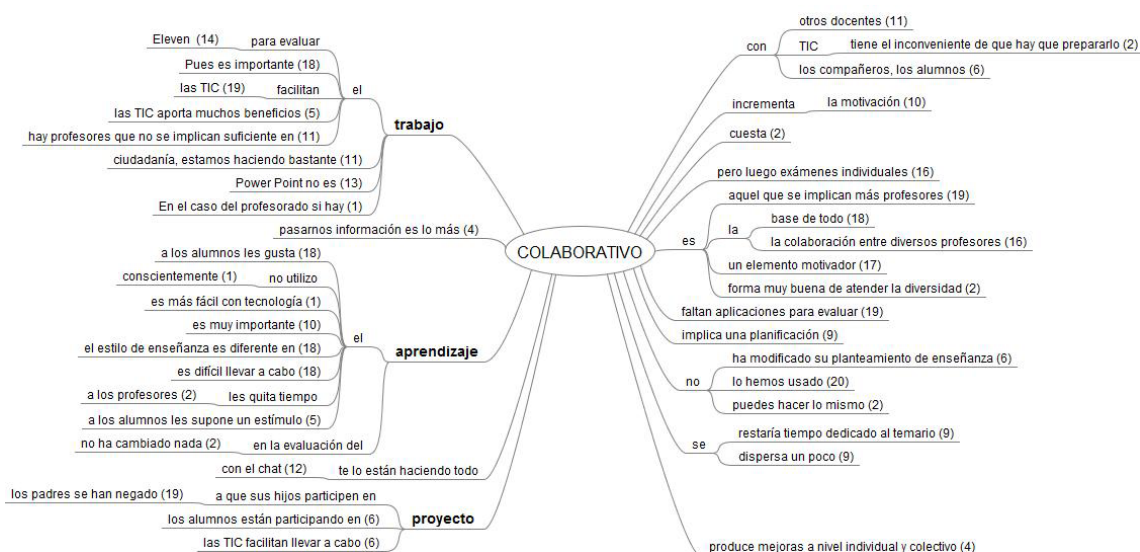 Eleven (14)
para evaluar
Pues es importante (18)
las TIC (19)
facilitan
el
las TIC aporta muchos beneficios (5)
hay profesores que no se implican suficiente en (11)
trabajo
ciudadanía, estamos haciendo bastante (11)
Power Point no es (13)
En el caso del profesorado si hay (1)
pasarnos información es lo más (4)
a los alumnos les gusta (18)
conscientemente (1)
no utilizo
es más fácil con tecnología (1)
es muy importante (10)
el
el estilo de enseñanza es diferente en (18)
aprendizaje
es difícil llevar a cabo (18)
a los profesores (2)
les quita tiempo
a los alumnos les supone un estímulo (5)
no ha cambiado nada (2)
en la evaluación del
con el chat (12)
te lo están haciendo todo
los padres se han negado (19)
a que sus hijos participen en
los alumnos están participando en (6)
proyecto
las TIC facilitan llevar a cabo (6)
COLABORATIVO
otros docentes (11)
con
TIC
tiene el inconveniente de que hay que prepararlo (2)
los compañeros, los alumnos (6)
incrementa
la motivación (10)
cuesta (2)
pero luego exámenes individuales (16)
aquel que se implican más profesores (19)
es
la
base de todo (18)
la colaboración entre diversos profesores (16)
un elemento motivador (17)
forma muy buena de atender la diversidad (2)
faltan aplicaciones para evaluar (19)
implica una planificación (9)
no
ha modificado su planteamiento de enseñanza (6)
lo hemos usado (20)
puedes hacer lo mismo (2)
se
restaría tiempo dedicado al temario (9)
dispersa un poco (9)
produce mejoras a nivel individual y colectivo (4)